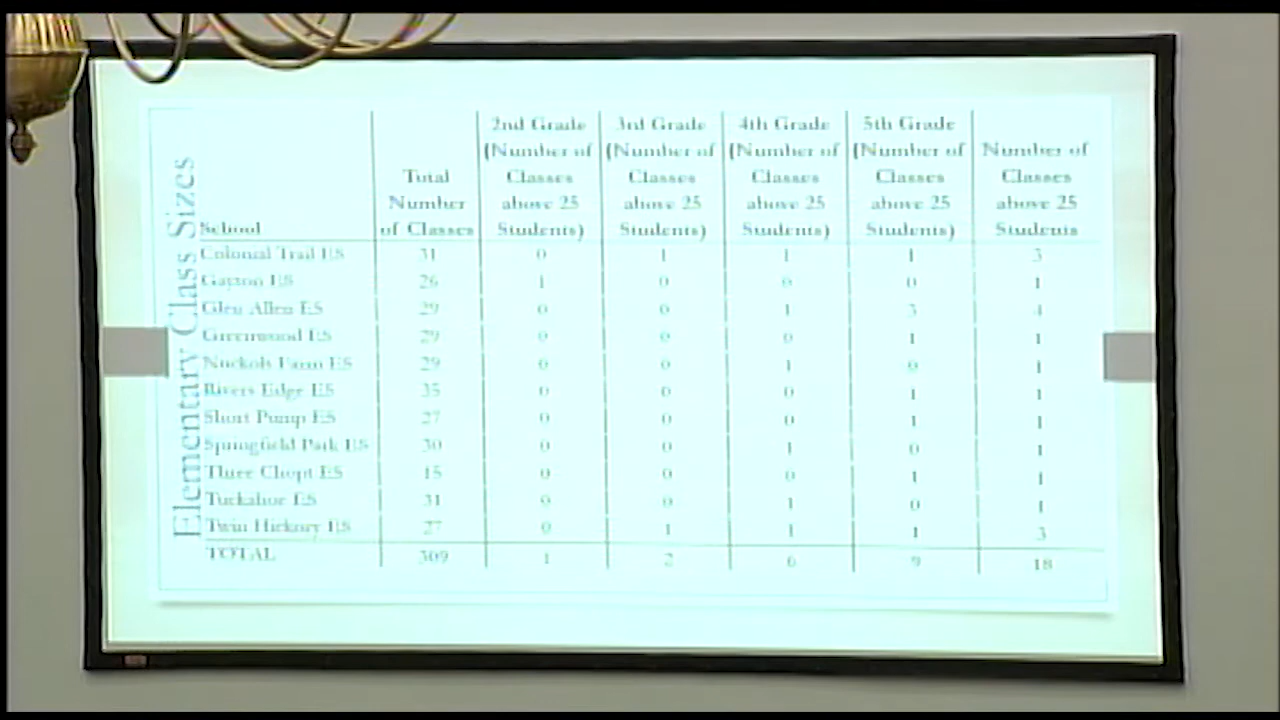 Elementary Class Sizes
School | Total Number of Classes | 2nd Grade (Number of Classes above 25 Students) | 3rd Grade (Number of Classes above 25 Students) | 4th Grade (Number of Classes above 25 Students) | 5th Grade (Number of Classes above 25 Students) | Number of Classes above 25 Students
Colonial Trail ES | 31 | 0 | 1 | 1 | 1 | 3
Gayton ES | 26 | 1 | 0 | 0 | 0 | 1
Glen Allen ES | 29 | 0 | 0 | 1 | 3 | 4
Greenwood ES | 29 | 0 | 0 | 0 | 1 | 1
Nuckols Farm ES | 29 | 0 | 0 | 1 | 0 | 1
Rivers Edge ES | 35 | 0 | 0 | 0 | 1 | 1
Short Pump ES | 27 | 0 | 0 | 0 | 1 | 1
Springfield Park ES | 30 | 0 | 0 | 1 | 0 | 1
Three Chopt ES | 15 | 0 | 0 | 0 | 1 | 1
Tuckahoe ES | 31 | 0 | 0 | 1 | 0 | 1
Twin Hickory ES | 27 | 0 | 1 | 1 | 1 | 3
TOTAL | 309 | 1 | 2 | 6 | 9 | 18